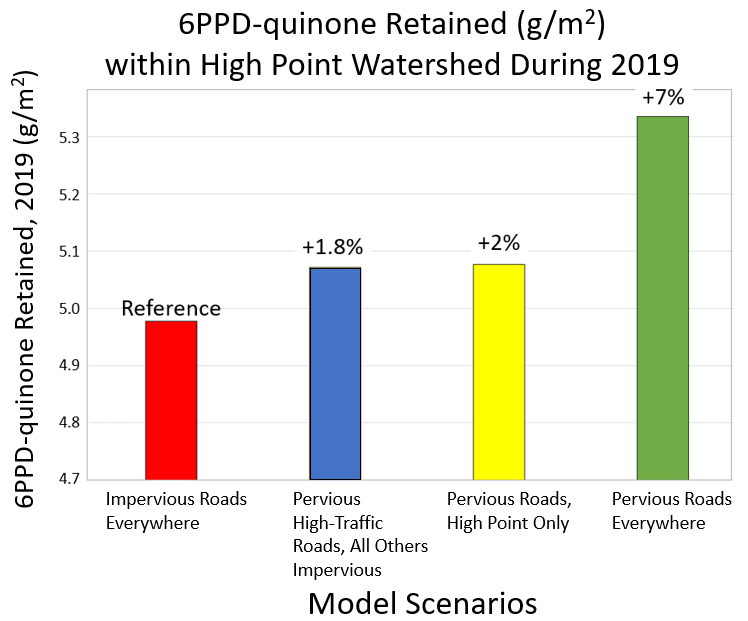 6PPD-quinone Retained (g/m²)
within High Point Watershed During 2019
6PPD-quinone Retained, 2019 (g/m²)
5.3
5.2
5.1
5.0
4.9
4.8
4.7
Reference
+1.8%
+2%
+7%
Impervious Roads
Everywhere
Pervious
High-Traffic
Roads, All Others
Impervious
Pervious Roads,
High Point Only
Pervious Roads
Everywhere
Model Scenarios